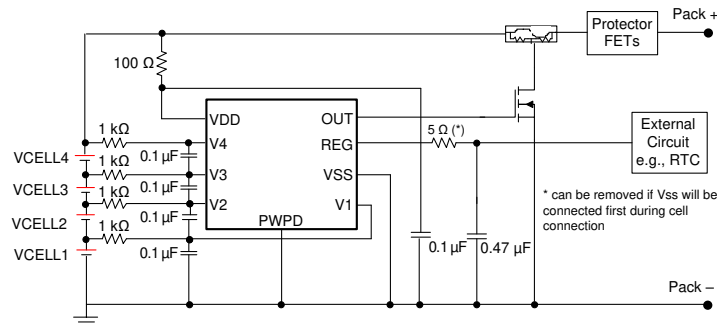 Pack +
Protector
FETs
100 Ω
VDD
OUT
1 kΩ
V4
REG
5 Ω (*)
External
Circuit
e.g., RTC
VCELL4
0.1 µF
1 kΩ
V3
VSS
VCELL3
0.1 µF
1 kΩ
V2
V1
* can be removed if Vss will be
connected first during cell
connection
VCELL2
0.1 µF
1 kΩ
PWPD
VCELL1
0.1 µF
0.1 µF
0.47 µF
Pack –